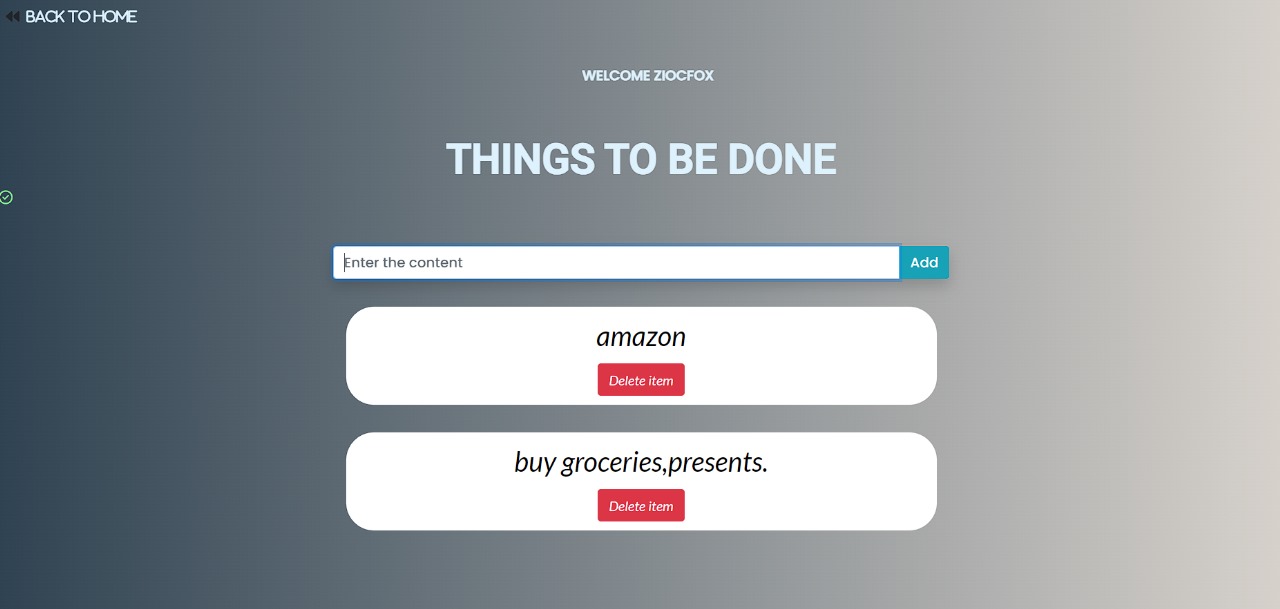 BACK TO HOME
WELCOME ZIOCFOX
THINGS TO BE DONE
Enter the content
Add
amazon
Delete item
buy groceries,presents.
Delete item